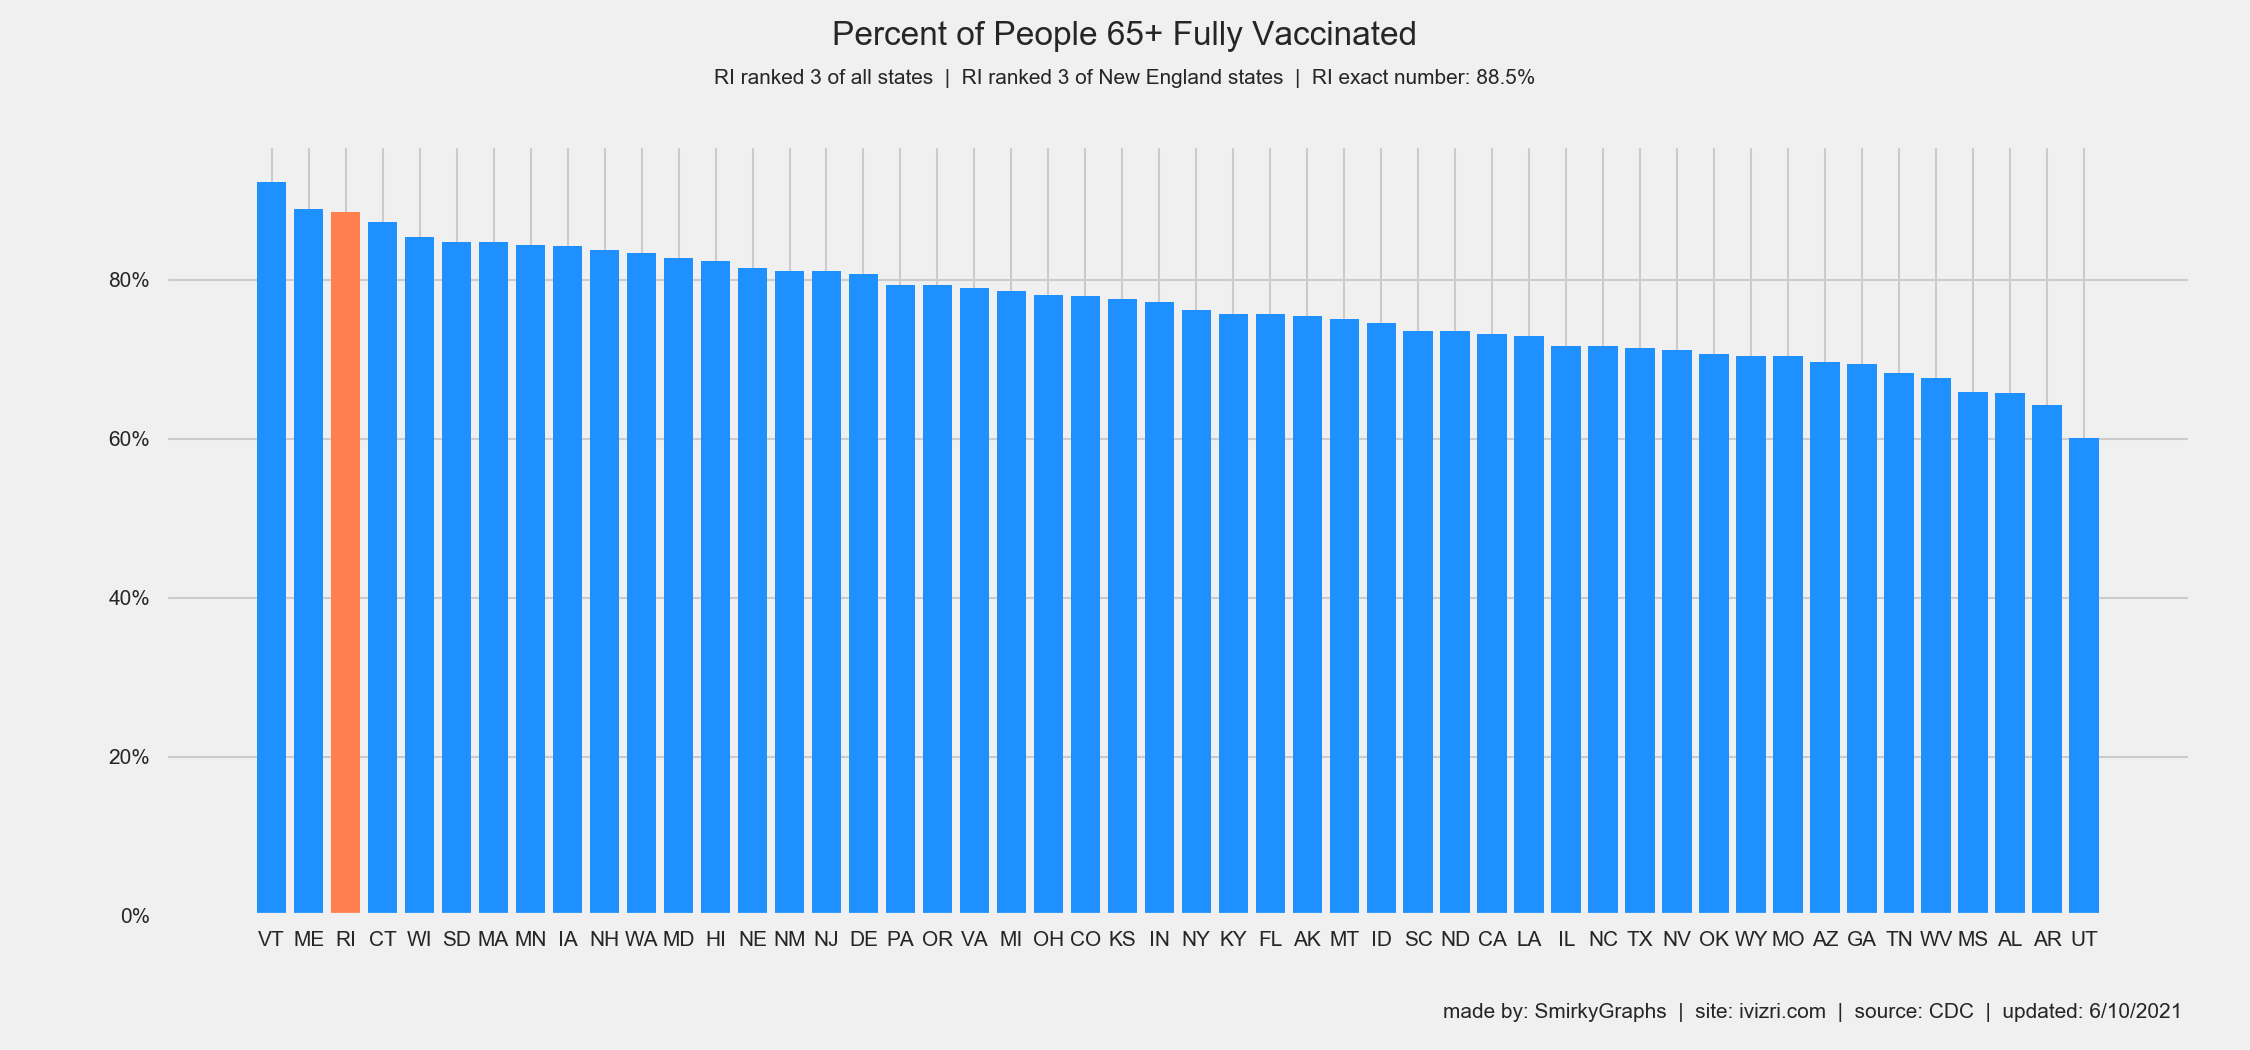 Percent of People 65+ Fully Vaccinated
RI ranked 3 of all states | RI ranked 3 of New England states | RI exact number: 88.5%
80%
60%
40%
20%
0%
VT ME RI CT WI SD MA MN IA NH WA MD HI NE NM NJ DE PA OR VA MI OH CO KS IN NY KY FL AK MT ID SC ND CA LA IL NC TX NV OK WY MO AZ GA TN WV MS AL AR UT
made by: SmirkyGraphs | site: ivizri.com | source: CDC | updated: 6/10/2021